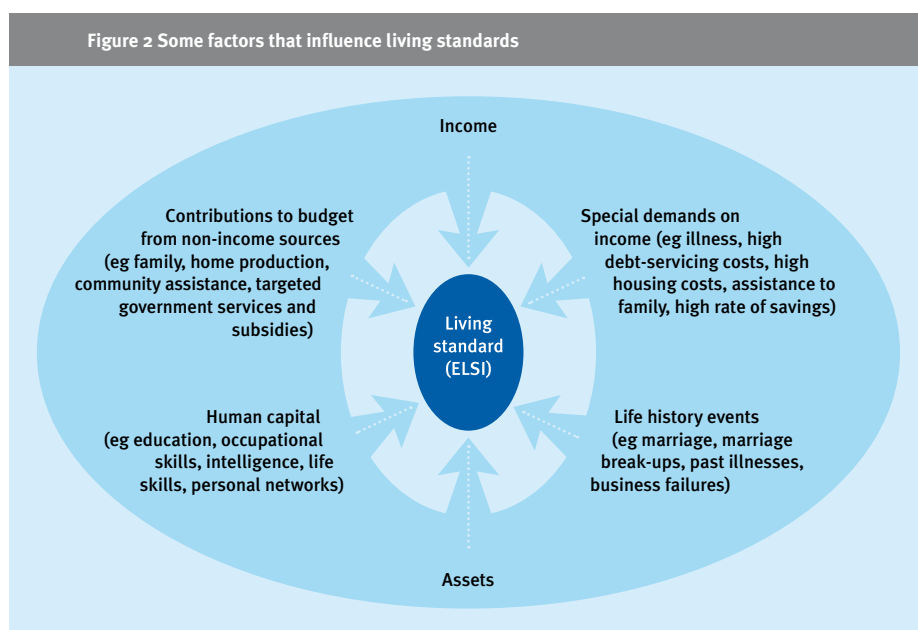 Figure 2 Some factors that influence living standards
Income
Contributions to budget
from non-income sources
(eg family, home production,
community assistance, targeted
government services and
subsidies)
Special demands on
income (eg illness, high
debt-servicing costs, high
housing costs, assistance to
family, high rate of savings)
Living
standard
(ELSI)
Human capital
(eg education, occupational
skills, intelligence, life
skills, personal networks)
Life history events
(eg marriage, marriage
break-ups, past illnesses,
business failures)
Assets